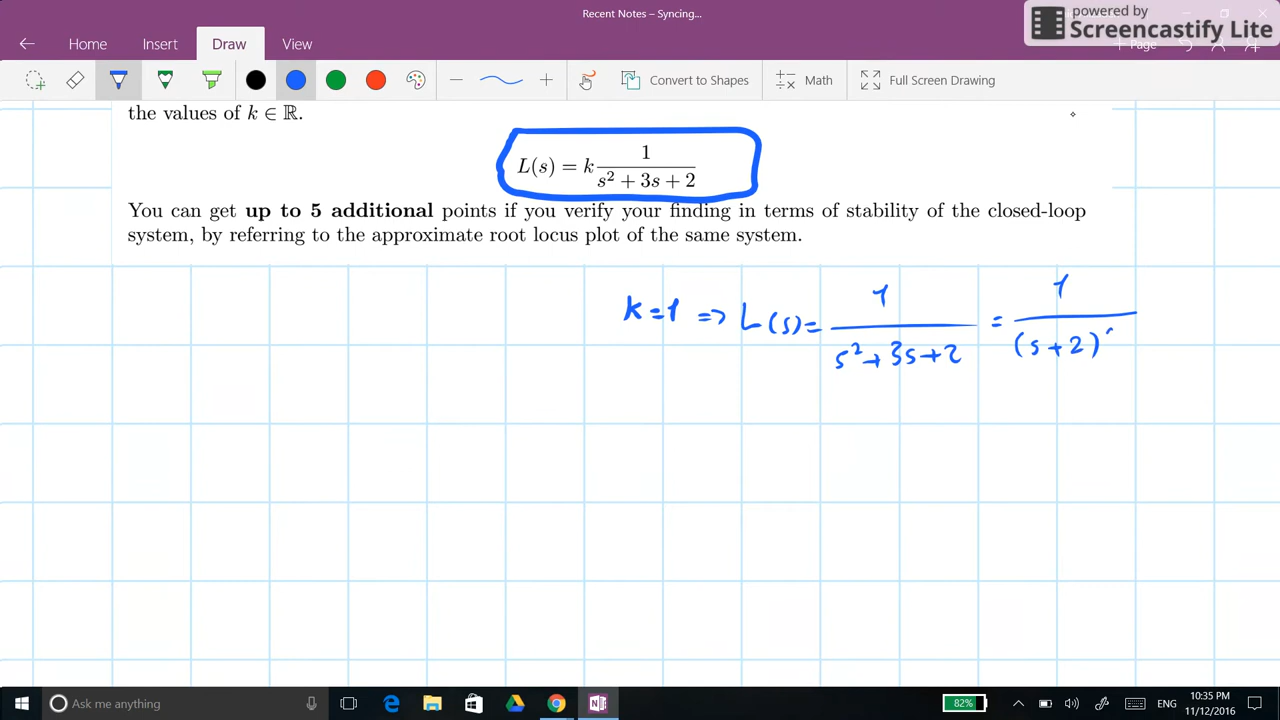 Recent Notes – Syncing...
powered by
Screencastify Lite
Home Insert Draw View
Page
Convert to Shapes Math Full Screen Drawing
the values of k ∈ ℝ.
L(s) = k 1 / (s² + 3s + 2)
You can get up to 5 additional points if you verify your finding in terms of stability of the closed-loop
system, by referring to the approximate root locus plot of the same system.
k=1 => L(s)= 1 / (s²+3s+2) = 1 / (s+2)
Ask me anything
82%
ENG
10:35 PM
11/12/2016